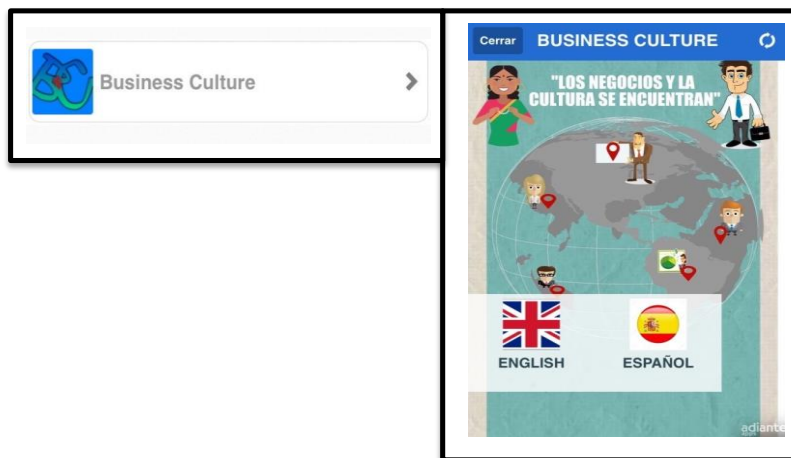 Business Culture
Cerrar
BUSINESS CULTURE
"LOS NEGOCIOS Y LA
CULTURA SE ENCUENTRAN"
ENGLISH
ESPAÑOL
adiante